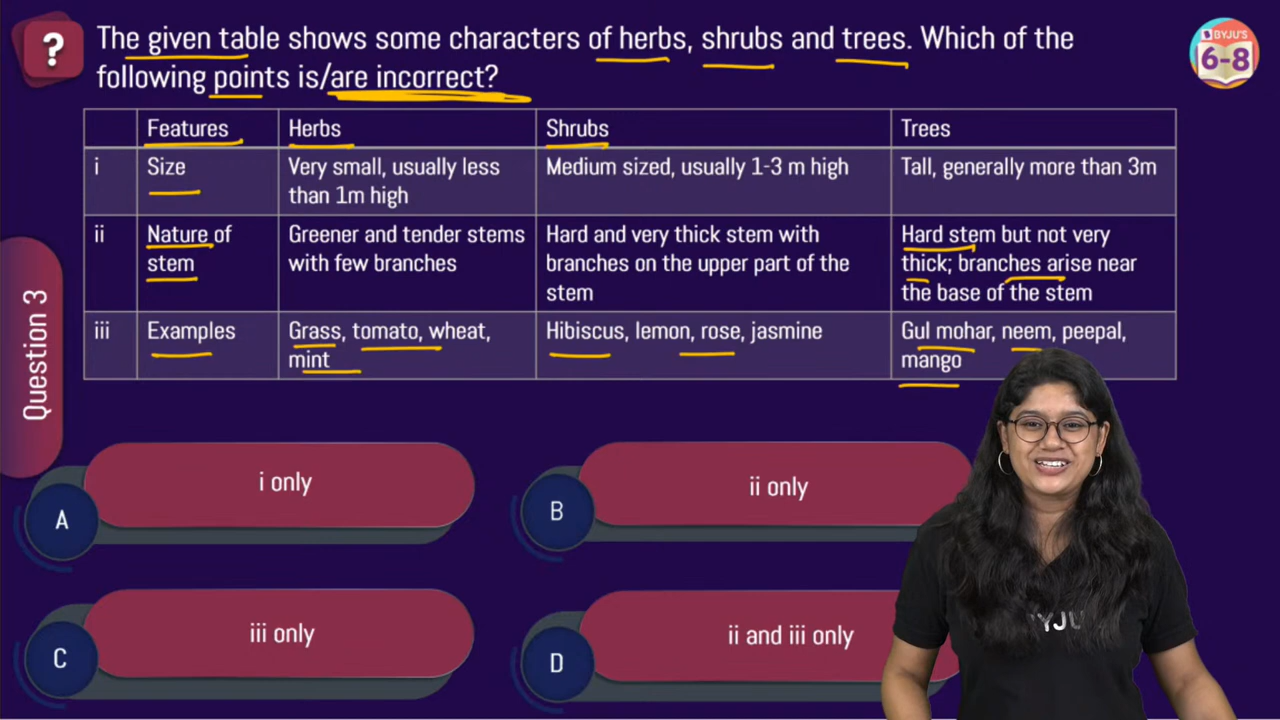 ?
The given table shows some characters of herbs, shrubs and trees. Which of the
following points is/are incorrect?
BYJU'S
6-8
Features
Herbs
Shrubs
Trees
i
Size
Very small, usually less
than 1m high
Medium sized, usually 1-3 m high
Tall, generally more than 3m
ii
Nature of
stem
Greener and tender stems
with few branches
Hard and very thick stem with
branches on the upper part of the
stem
Hard stem but not very
thick; branches arise near
the base of the stem
iii
Examples
Grass, tomato, wheat,
mint
Hibiscus, lemon, rose, jasmine
Gul mohar, neem, peepal,
mango
Question 3
A
i only
B
ii only
C
iii only
D
ii and iii only
BYJU